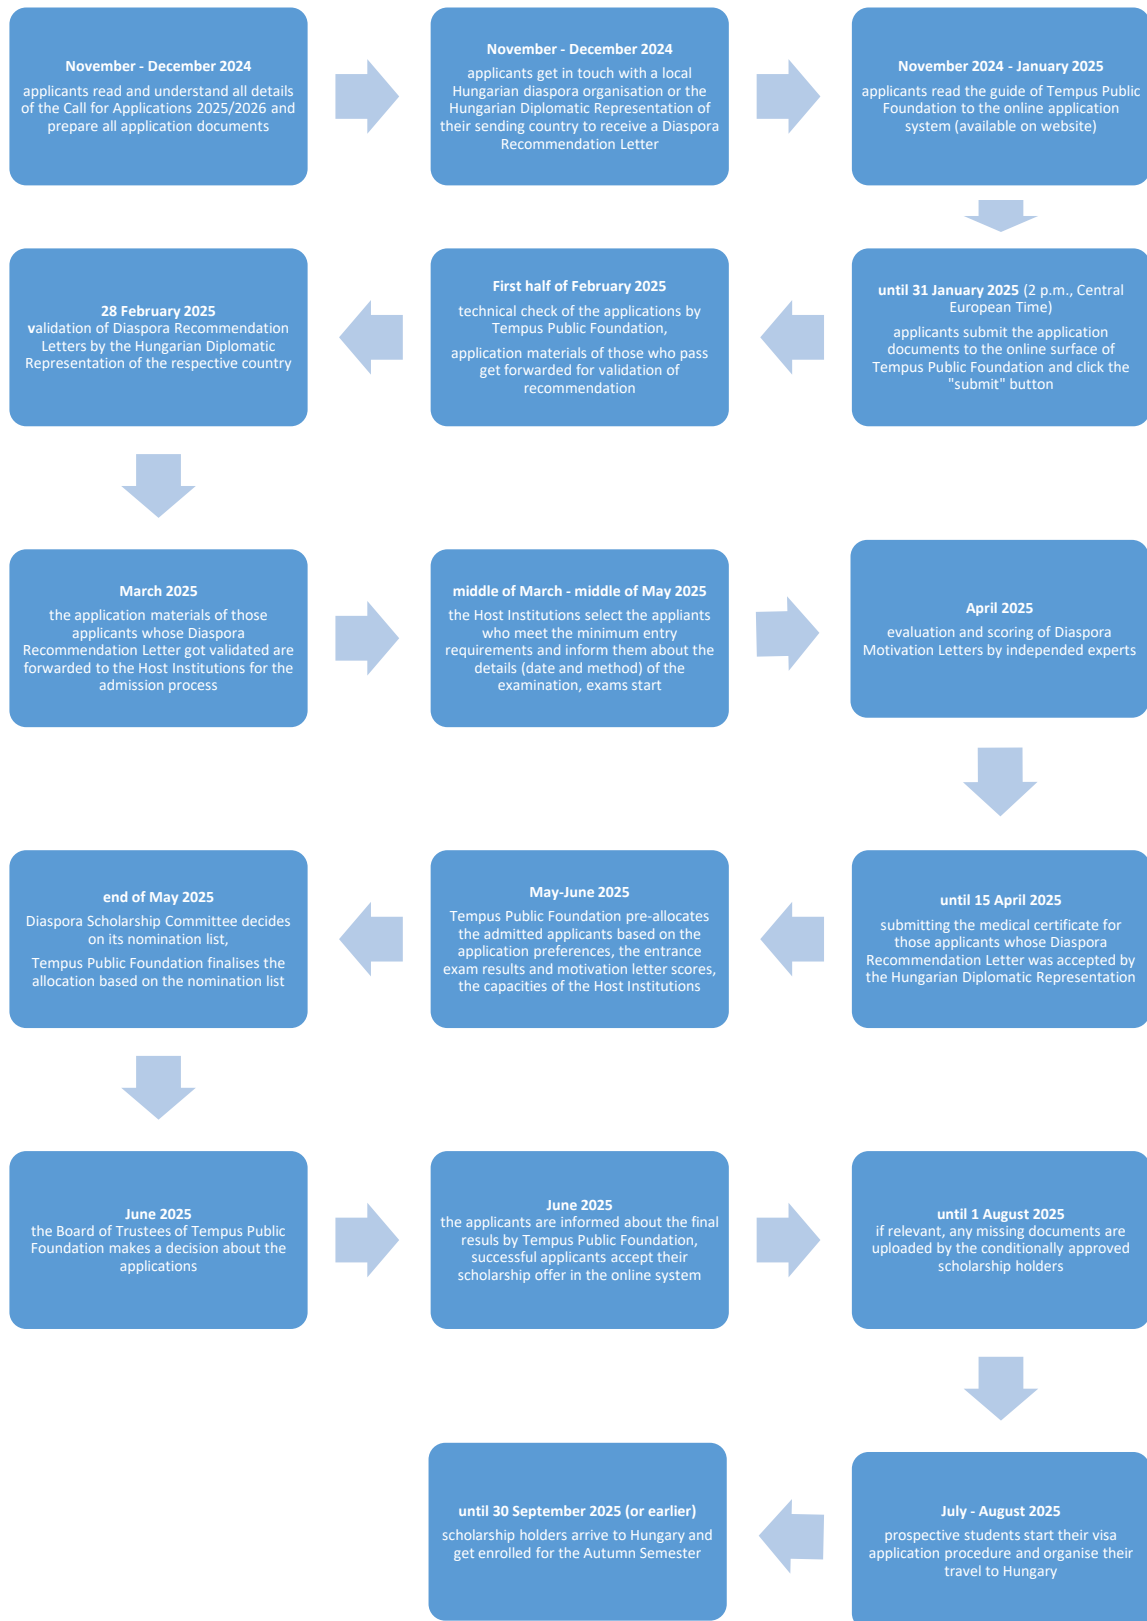 November - December 2024
applicants read and understand all details
of the Call for Applications 2025/2026 and
prepare all application documents
November - December 2024
applicants get in touch with a local
Hungarian diaspora organisation or the
Hungarian Diplomatic Representation of
their sending country to receive a Diaspora
Recommendation Letter
November 2024 - January 2025
applicants read the guide of Tempus Public
Foundation to the online application
system (available on website)
until 31 January 2025 (2 p.m., Central
European Time)
applicants submit the application
documents to the online surface of
Tempus Public Foundation and click the
"submit" button
First half of February 2025
technical check of the applications by
Tempus Public Foundation,
application materials of those who pass
get forwarded for validation of
recommendation
28 February 2025
validation of Diaspora Recommendation
Letters by the Hungarian Diplomatic
Representation of the respective country
March 2025
the application materials of those
applicants whose Diaspora
Recommendation Letter got validated are
forwarded to the Host Institutions for the
admission process
middle of March - middle of May 2025
the Host Institutions select the appliants
who meet the minimum entry
requirements and inform them about the
details (date and method) of the
examination, exams start
April 2025
evaluation and scoring of Diaspora
Motivation Letters by independed experts
until 15 April 2025
submitting the medical certificate for
those applicants whose Diaspora
Recommendation Letter was accepted by
the Hungarian Diplomatic Representation
May-June 2025
Tempus Public Foundation pre-allocates
the admitted applicants based on the
application preferences, the entrance
exam results and motivation letter scores,
the capacities of the Host Institutions
end of May 2025
Diaspora Scholarship Committee decides
on its nomination list,
Tempus Public Foundation finalises the
allocation based on the nomination list
June 2025
the Board of Trustees of Tempus Public
Foundation makes a decision about the
applications
June 2025
the applicants are informed about the final
resuls by Tempus Public Foundation,
successful applicants accept their
scholarship offer in the online system
until 1 August 2025
if relevant, any missing documents are
uploaded by the conditionally approved
scholarship holders
July - August 2025
prospective students start their visa
application procedure and organise their
travel to Hungary
until 30 September 2025 (or earlier)
scholarship holders arrive to Hungary and
get enrolled for the Autumn Semester